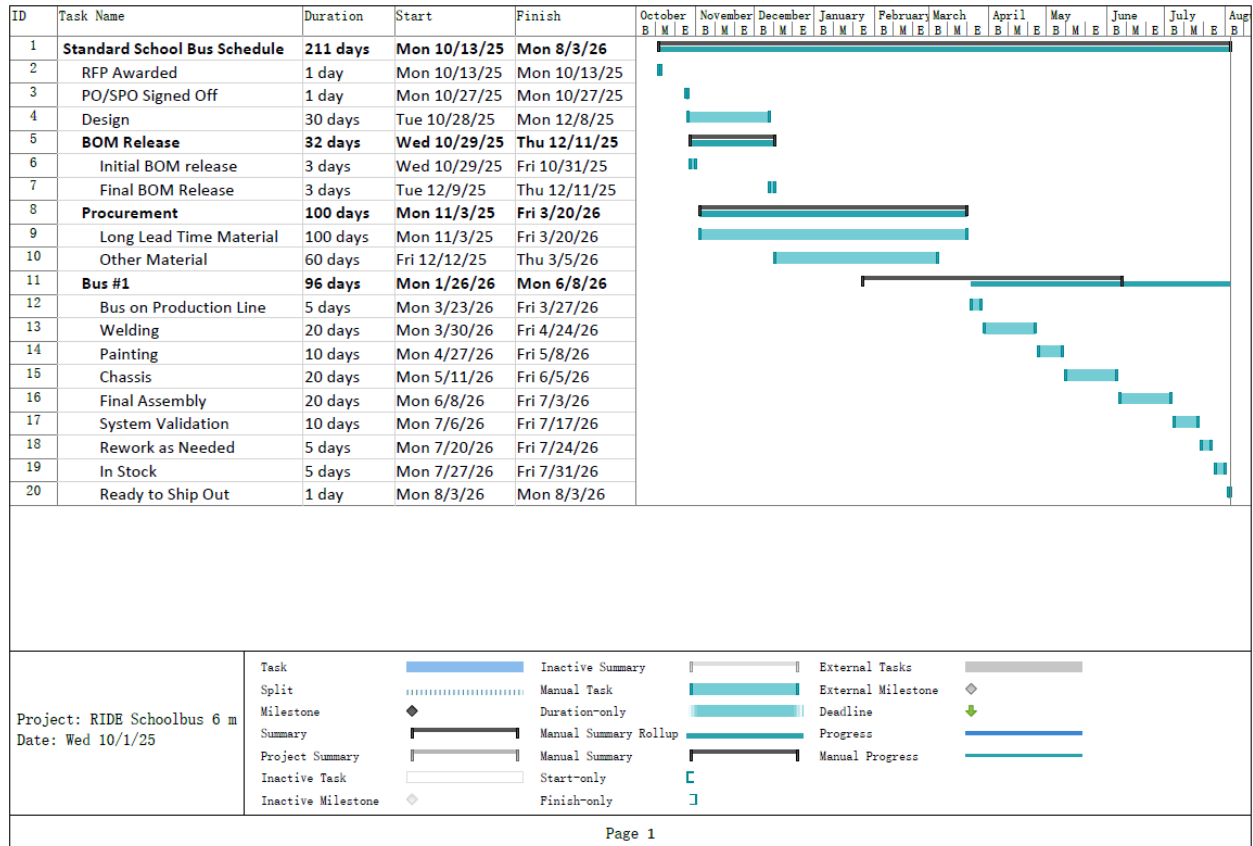 ID Task Name Duration Start Finish October November December January February March April May June July Aug
B M E B M E B M E B M E B M E B M E B M E B M E B M E B M E B
1 Standard School Bus Schedule 211 days Mon 10/13/25 Mon 8/3/26
2 RFP Awarded 1 day Mon 10/13/25 Mon 10/13/25
3 PO/SPO Signed Off 1 day Mon 10/27/25 Mon 10/27/25
4 Design 30 days Tue 10/28/25 Mon 12/8/25
5 BOM Release 32 days Wed 10/29/25 Thu 12/11/25
6 Initial BOM release 3 days Wed 10/29/25 Fri 10/31/25
7 Final BOM Release 3 days Tue 12/9/25 Thu 12/11/25
8 Procurement 100 days Mon 11/3/25 Fri 3/20/26
9 Long Lead Time Material 100 days Mon 11/3/25 Fri 3/20/26
10 Other Material 60 days Fri 12/12/25 Thu 3/5/26
11 Bus #1 96 days Mon 1/26/26 Mon 6/8/26
12 Bus on Production Line 5 days Mon 3/23/26 Fri 3/27/26
13 Welding 20 days Mon 3/30/26 Fri 4/24/26
14 Painting 10 days Mon 4/27/26 Fri 5/8/26
15 Chassis 20 days Mon 5/11/26 Fri 6/5/26
16 Final Assembly 20 days Mon 6/8/26 Fri 7/3/26
17 System Validation 10 days Mon 7/6/26 Fri 7/17/26
18 Rework as Needed 5 days Mon 7/20/26 Fri 7/24/26
19 In Stock 5 days Mon 7/27/26 Fri 7/31/26
20 Ready to Ship Out 1 day Mon 8/3/26 Mon 8/3/26
Project: RIDE Schoolbus 6 m
Date: Wed 10/1/25
Task
Split
Milestone
Summary
Project Summary
Inactive Task
Inactive Milestone
Inactive Summary
Manual Task
Duration-only
Manual Summary Rollup
Manual Summary
Start-only
Finish-only
External Tasks
External Milestone
Deadline
Progress
Manual Progress
Page 1